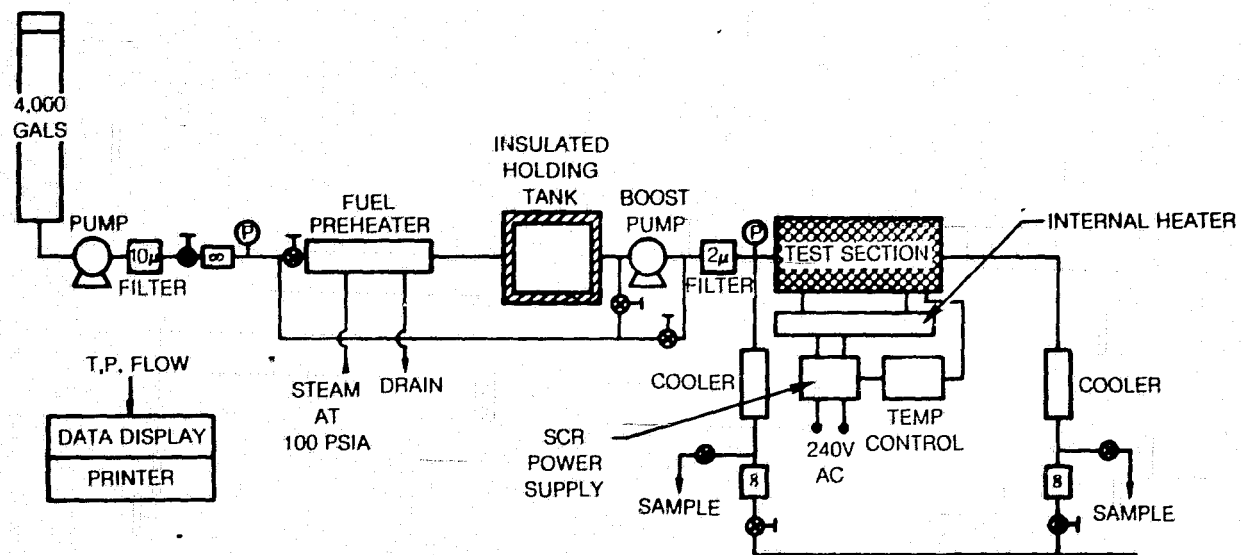 4,000
GALS
PUMP
10μ
FILTER
∞
P
FUEL
PREHEATER
STEAM
AT
100 PSIA
DRAIN
INSULATED
HOLDING
TANK
BOOST
PUMP
2μ
FILTER
P
TEST SECTION
INTERNAL HEATER
COOLER
SCR
POWER
SUPPLY
240V
AC
TEMP
CONTROL
COOLER
SAMPLE
8
SAMPLE
8
T,P, FLOW
DATA DISPLAY
PRINTER